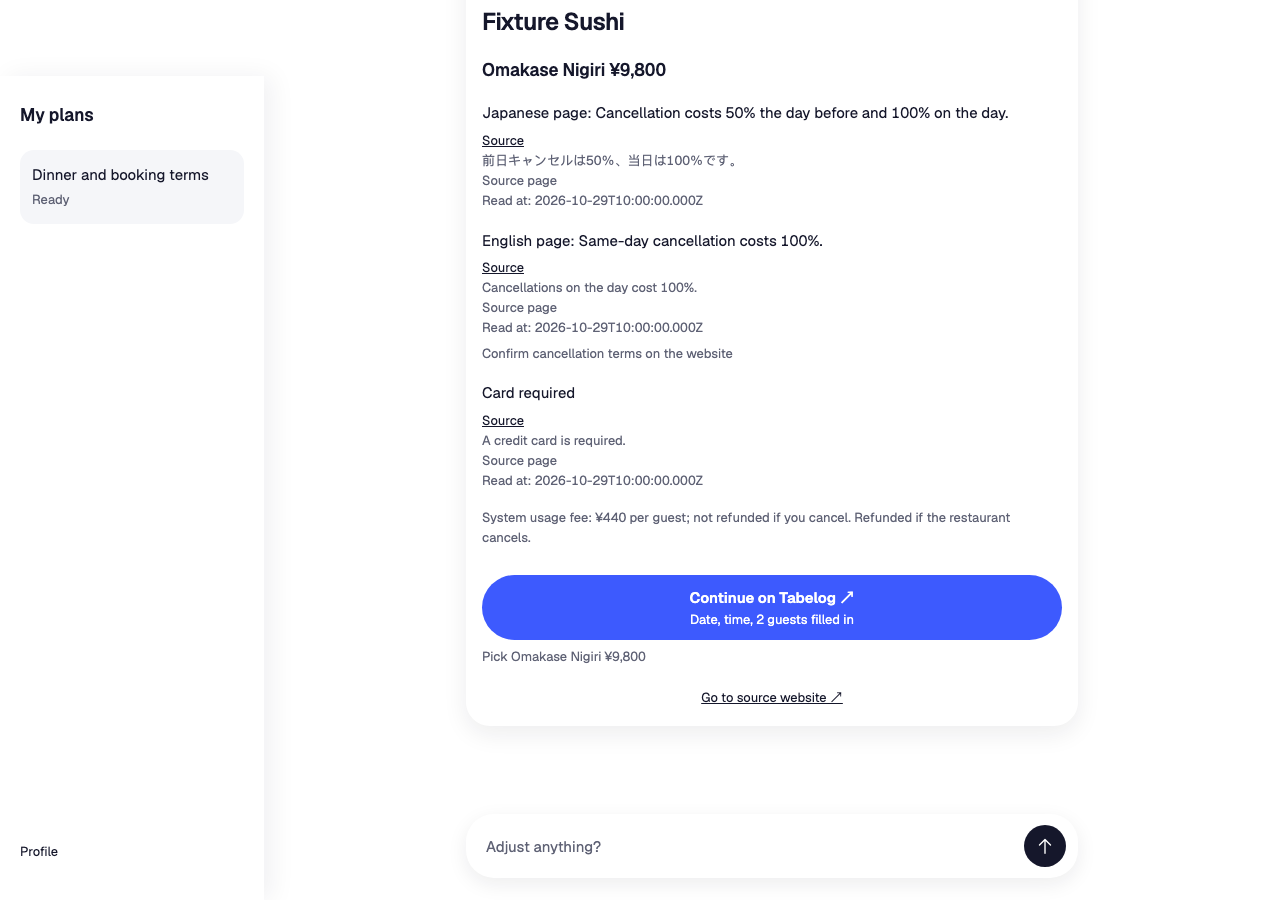 Fixture Sushi
Omakase Nigiri ¥9,800
Japanese page: Cancellation costs 50% the day before and 100% on the day.
Source
前日キャンセルは50%、当日は100%です。
Source page
Read at: 2026-10-29T10:00:00.000Z
English page: Same-day cancellation costs 100%.
Source
Cancellations on the day cost 100%.
Source page
Read at: 2026-10-29T10:00:00.000Z
Confirm cancellation terms on the website
Card required
Source
A credit card is required.
Source page
Read at: 2026-10-29T10:00:00.000Z
System usage fee: ¥440 per guest; not refunded if you cancel. Refunded if the restaurant
cancels.
Continue on Tabelog ↗
Date, time, 2 guests filled in
Pick Omakase Nigiri ¥9,800
Go to source website ↗
Adjust anything?
My plans
Dinner and booking terms
Ready
Profile